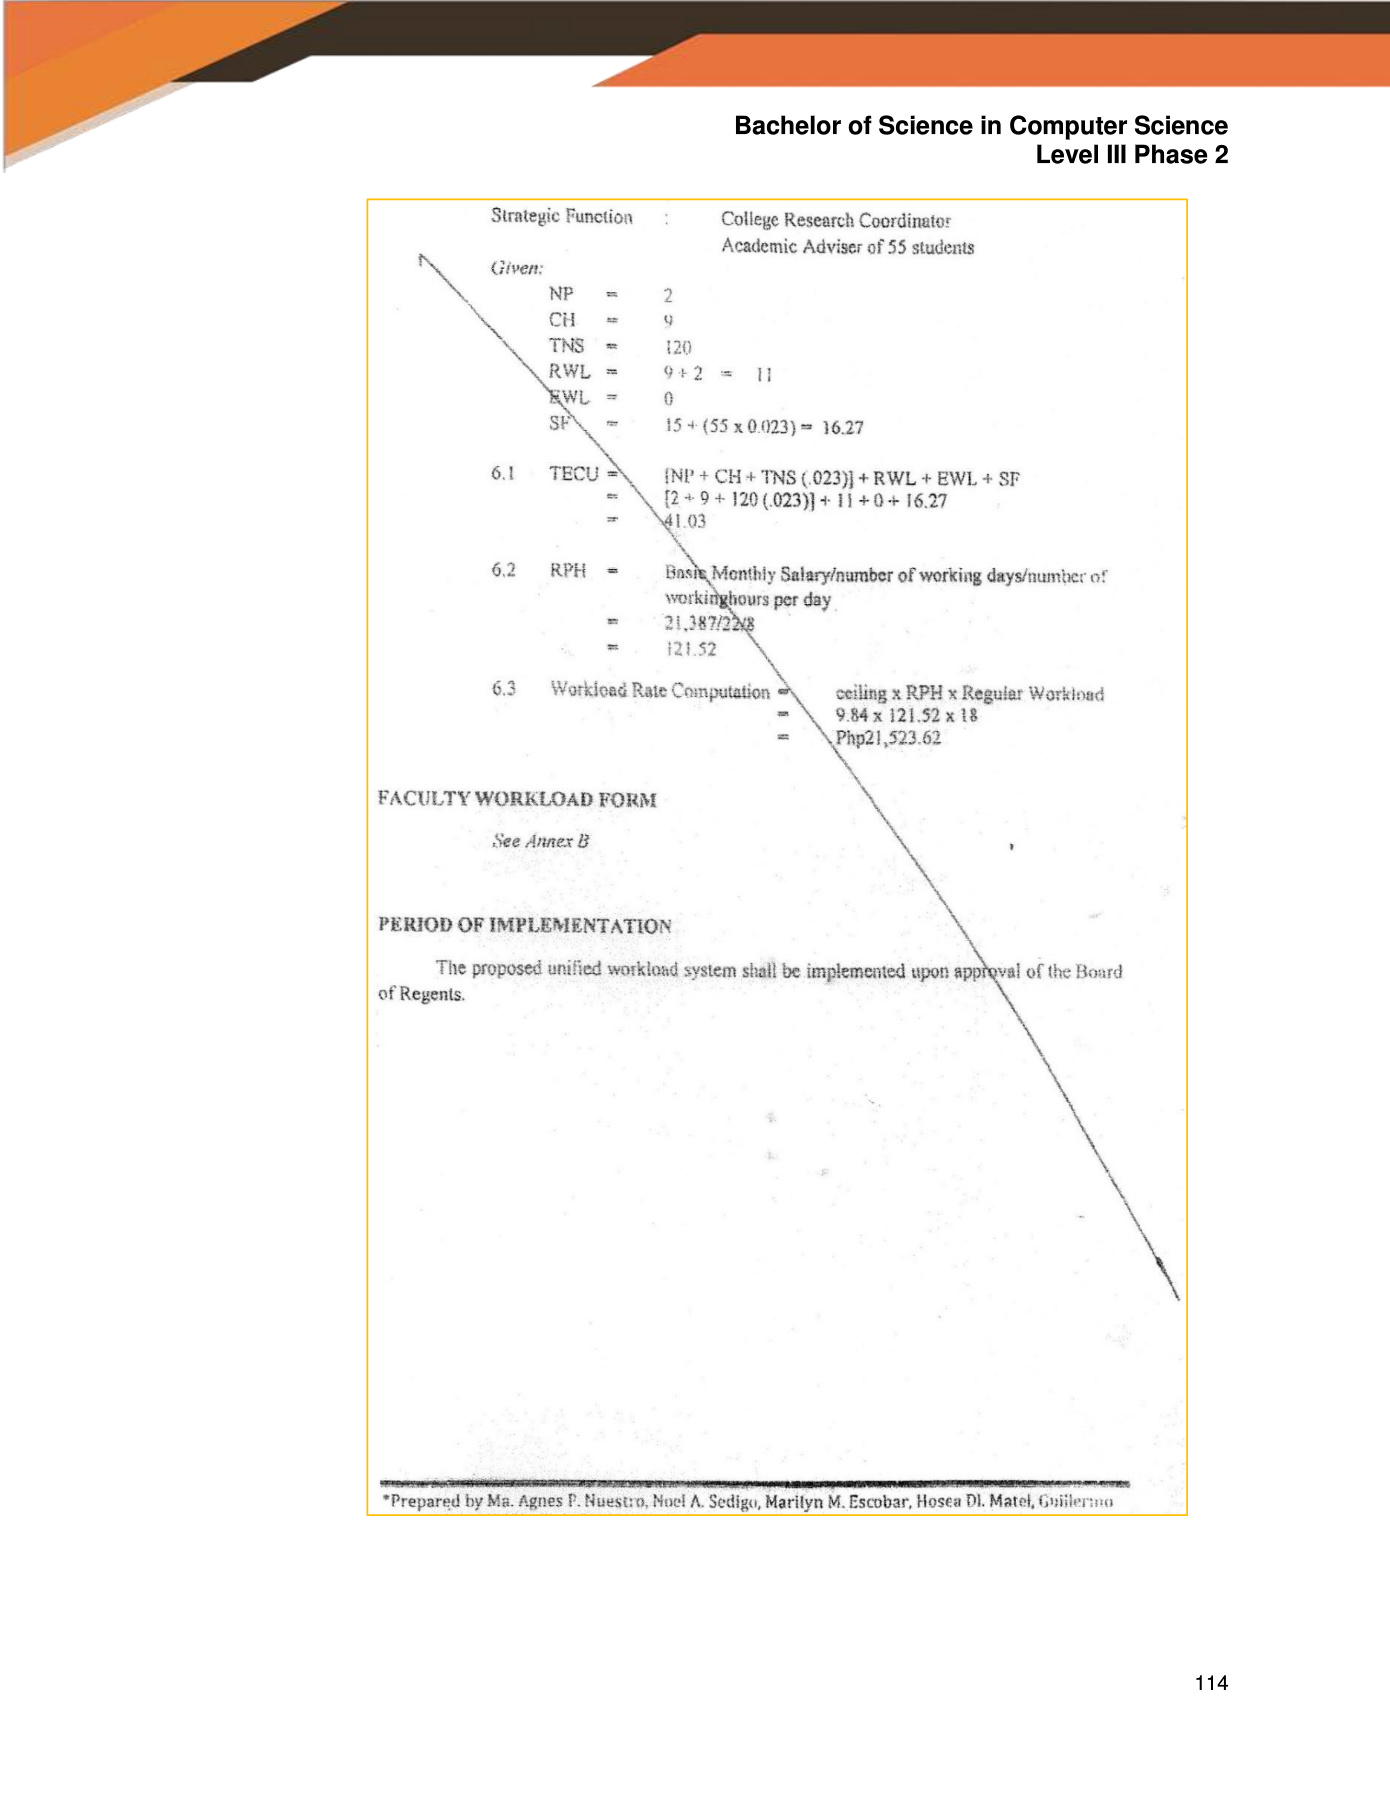 Bachelor of Science in Computer Science
Level III Phase 2
Strategic Function : College Research Coordinator
Academic Adviser of 55 students
Given:
NP = 2
CH = 9
TNS = 120
RWL = 9 + 2 = 11
EWL = 0
SF = 15 + (55 x 0.023) = 16.27
6.1 TECU = [NP + CH + TNS (.023)] + RWL + EWL + SF
= [2 + 9 + 120 (.023)] + 11 + 0 + 16.27
= 41.03
6.2 RPH = Basic Monthly Salary/number of working days/number of
workinghours per day
= 21,387/22/8
= 121.52
6.3 Workload Rate Computation = ceiling x RPH x Regular Workload
= 9.84 x 121.52 x 18
= Php21,523.62
FACULTY WORKLOAD FORM
See Annex B
PERIOD OF IMPLEMENTATION
The proposed unified workload system shall be implemented upon approval of the Board
of Regents.
*Prepared by Ma. Agnes P. Nuestro, Noel A. Sedigo, Marilyn M. Escobar, Hosea Dl. Matel, Guillermo
114